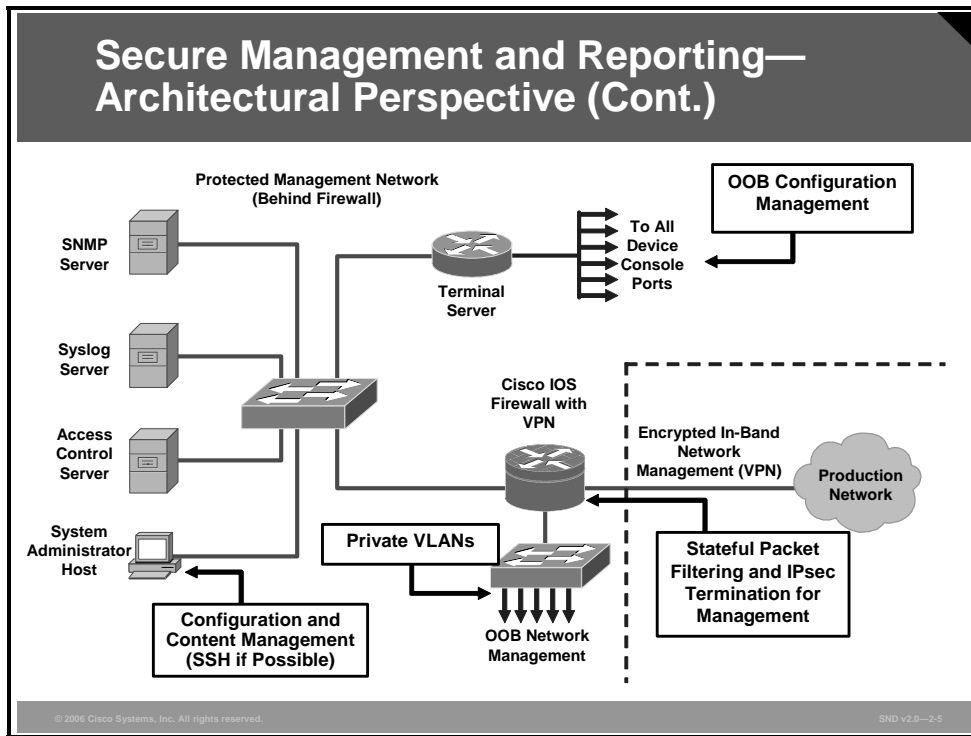 Secure Management and Reporting—
Architectural Perspective (Cont.)
Protected Management Network
(Behind Firewall)
OOB Configuration
Management
SNMP
Server
To All
Device
Console
Ports
Terminal
Server
Syslog
Server
Cisco IOS
Firewall with
VPN
Access
Control
Server
Encrypted In-Band
Network
Management (VPN)
Production
Network
System
Administrator
Host
Private VLANs
Stateful Packet
Filtering and IPsec
Termination for
Management
Configuration and
Content Management
(SSH if Possible)
OOB Network
Management
© 2006 Cisco Systems, Inc. All rights reserved.
SND v2.0—2-5